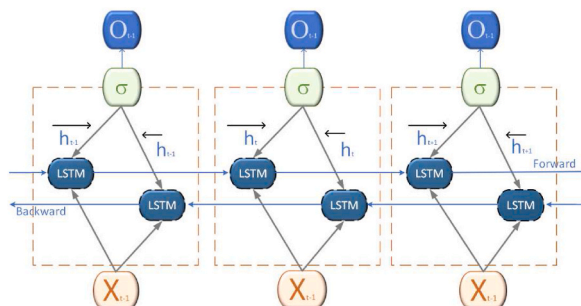 O t-1 O t-1 O t-1
σ σ σ
h t-1 h t-1 h t h t h t+1 h t+1
Forward
LSTM LSTM LSTM
LSTM LSTM LSTM
Backward
X t-1 X t-1 X t-1